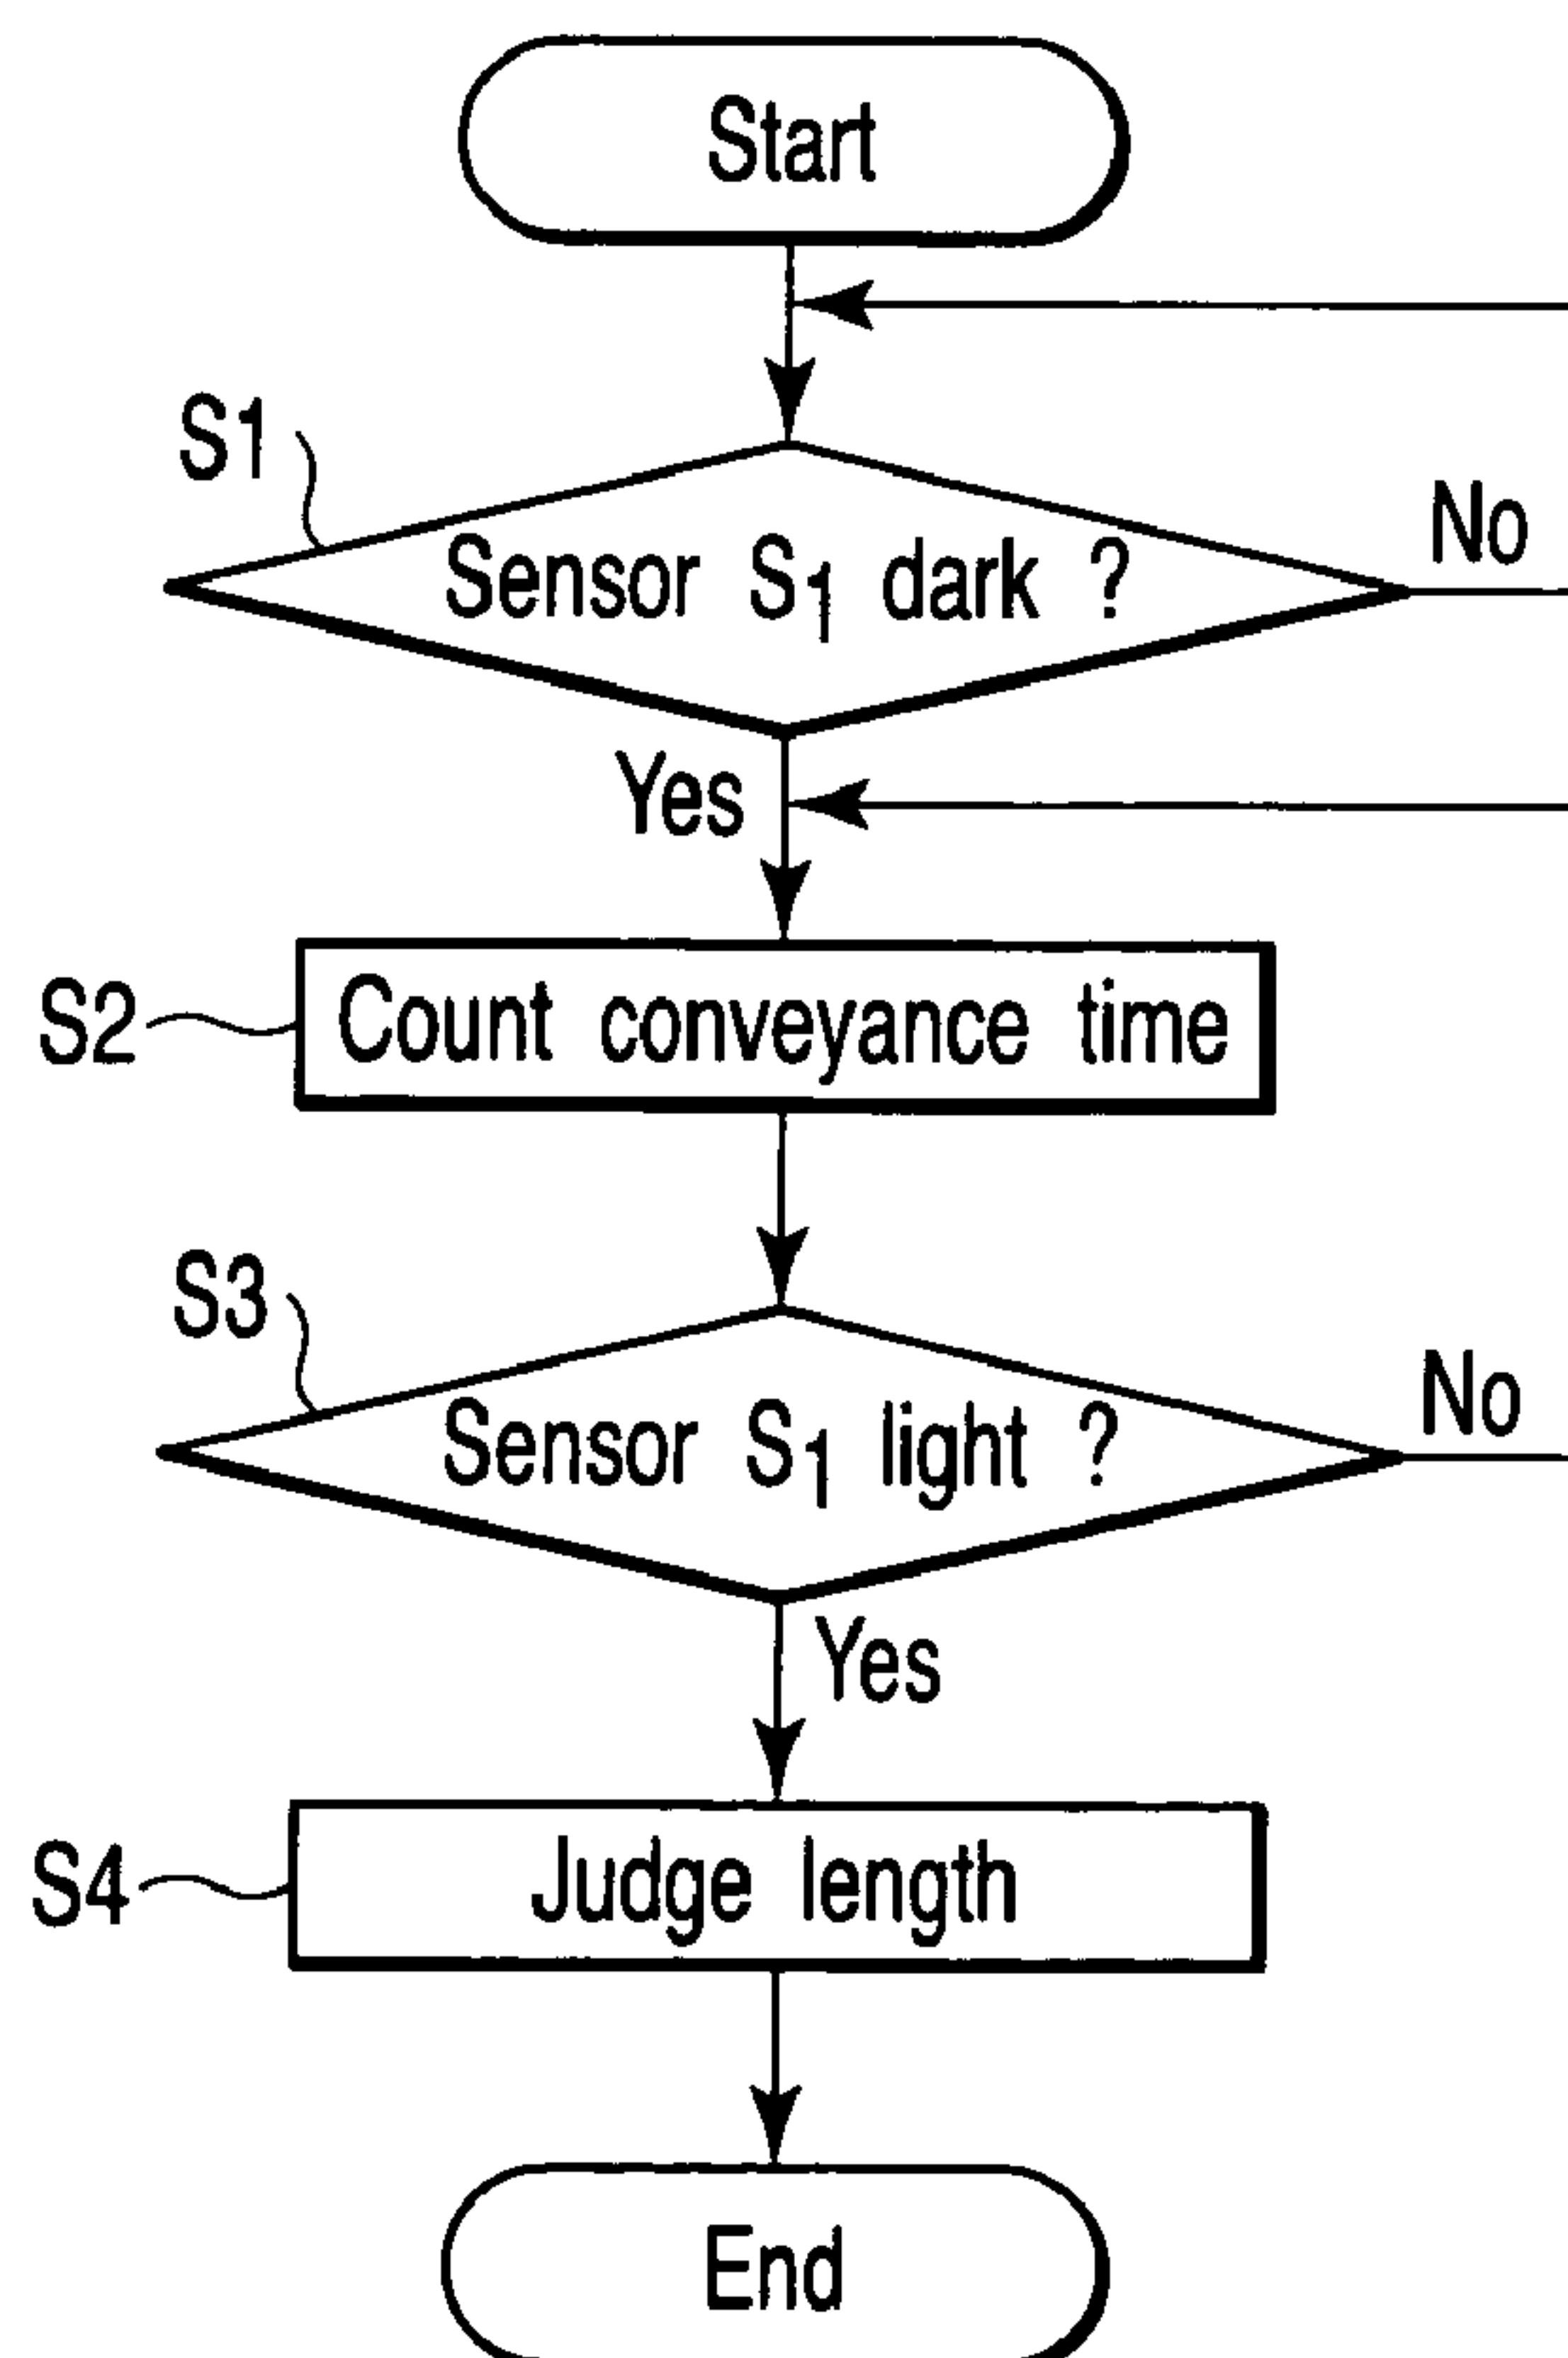 Start
S1
Sensor S1 dark ?
No
Yes
S2
Count conveyance time
S3
Sensor S1 light ?
No
Yes
S4
Judge length
End